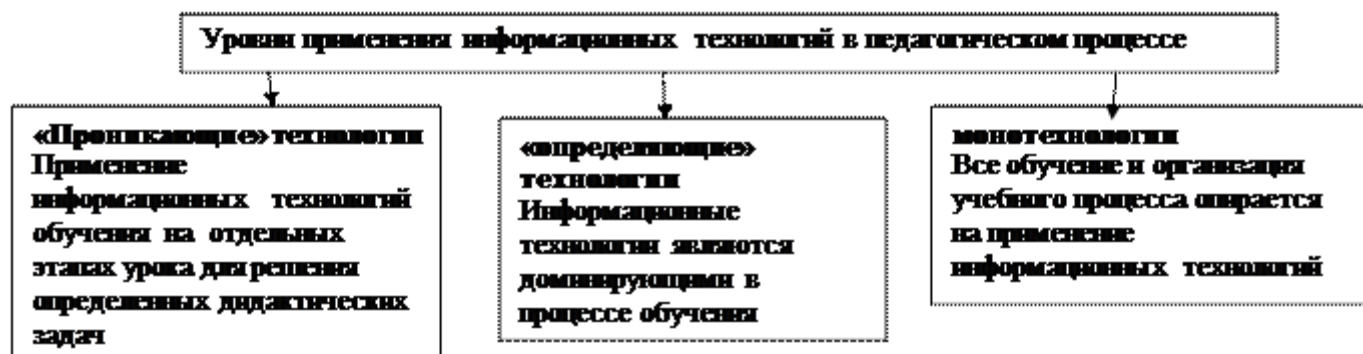 Уровни применения информационных технологий в педагогическом процессе
«Проникающие» технологии
Применение
информационных технологий
обучения на отдельных
этапах урока для решения
определенных дидактических
задач
«определяющие»
технологии
Информационные
технологии являются
доминирующими в
процессе обучения
монотехнологии
Все обучение и организация
учебного процесса опирается
на применение
информационных технологий